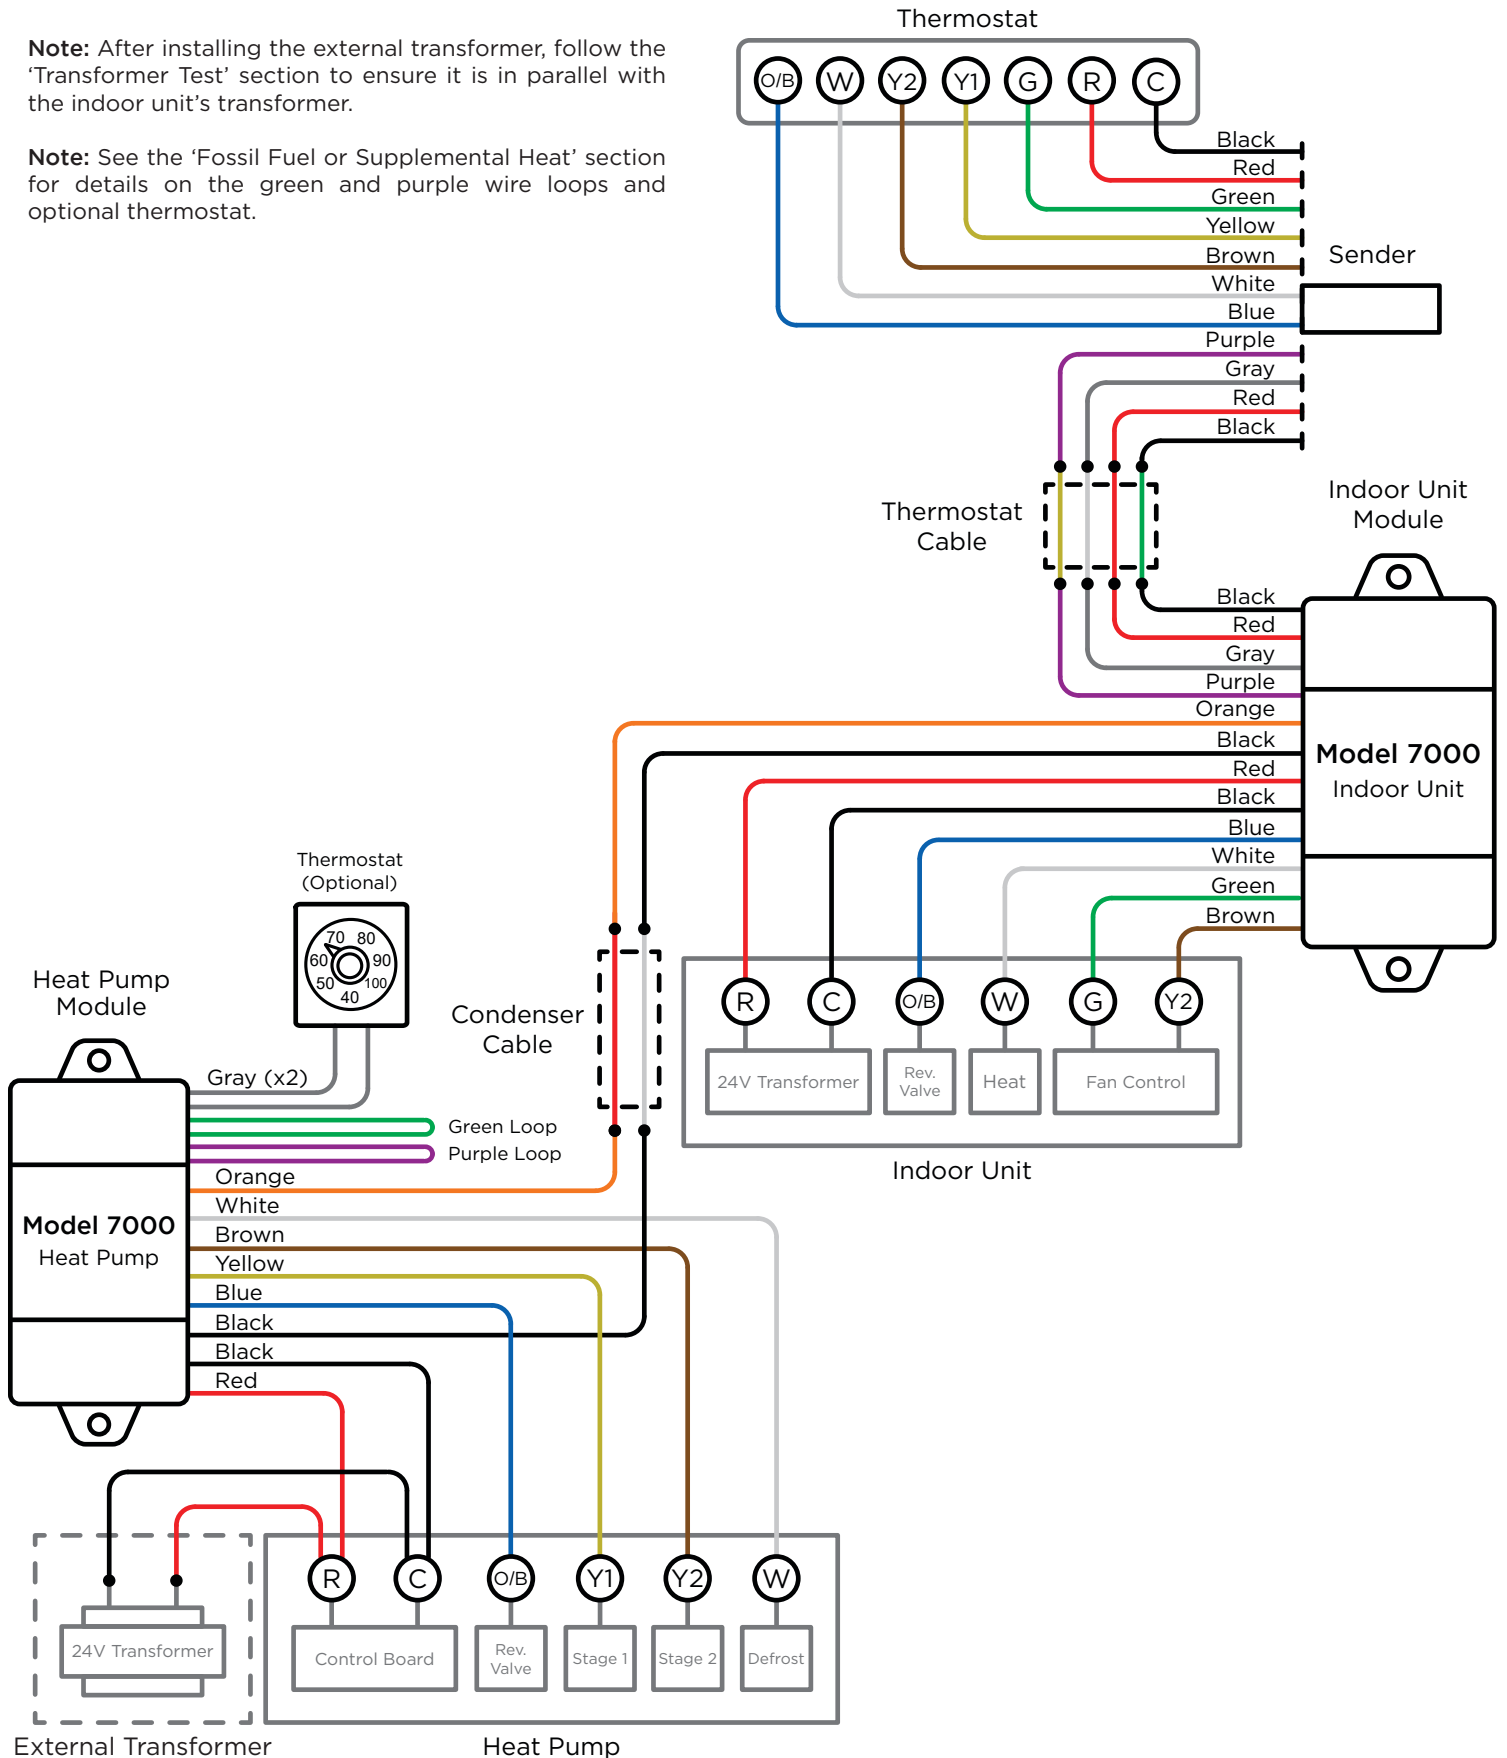 Thermostat
Note: After installing the external transformer, follow the
‘Transformer Test’ section to ensure it is in parallel with
the indoor unit’s transformer.
Note: See the ‘Fossil Fuel or Supplemental Heat’ section
for details on the green and purple wire loops and
optional thermostat.
O/B W Y2 Y1 G R C
Black
Red
Green
Yellow
Brown
White
Blue
Sender
Purple
Gray
Red
Black
Thermostat
Cable
Indoor Unit
Module
Black
Red
Gray
Purple
Orange
Black
Red
Black
Blue
White
Green
Brown
Model 7000
Indoor Unit
Thermostat
(Optional)
70 80
60 90
50 100
40
Heat Pump
Module
Condenser
Cable
R C O/B W G Y2
24V Transformer
Rev.
Valve
Heat
Fan Control
Indoor Unit
Gray (x2)
Green Loop
Purple Loop
Orange
White
Brown
Yellow
Blue
Black
Black
Red
Model 7000
Heat Pump
R C O/B Y1 Y2 W
24V Transformer
Control Board
Rev.
Valve
Stage 1
Stage 2
Defrost
External Transformer
Heat Pump